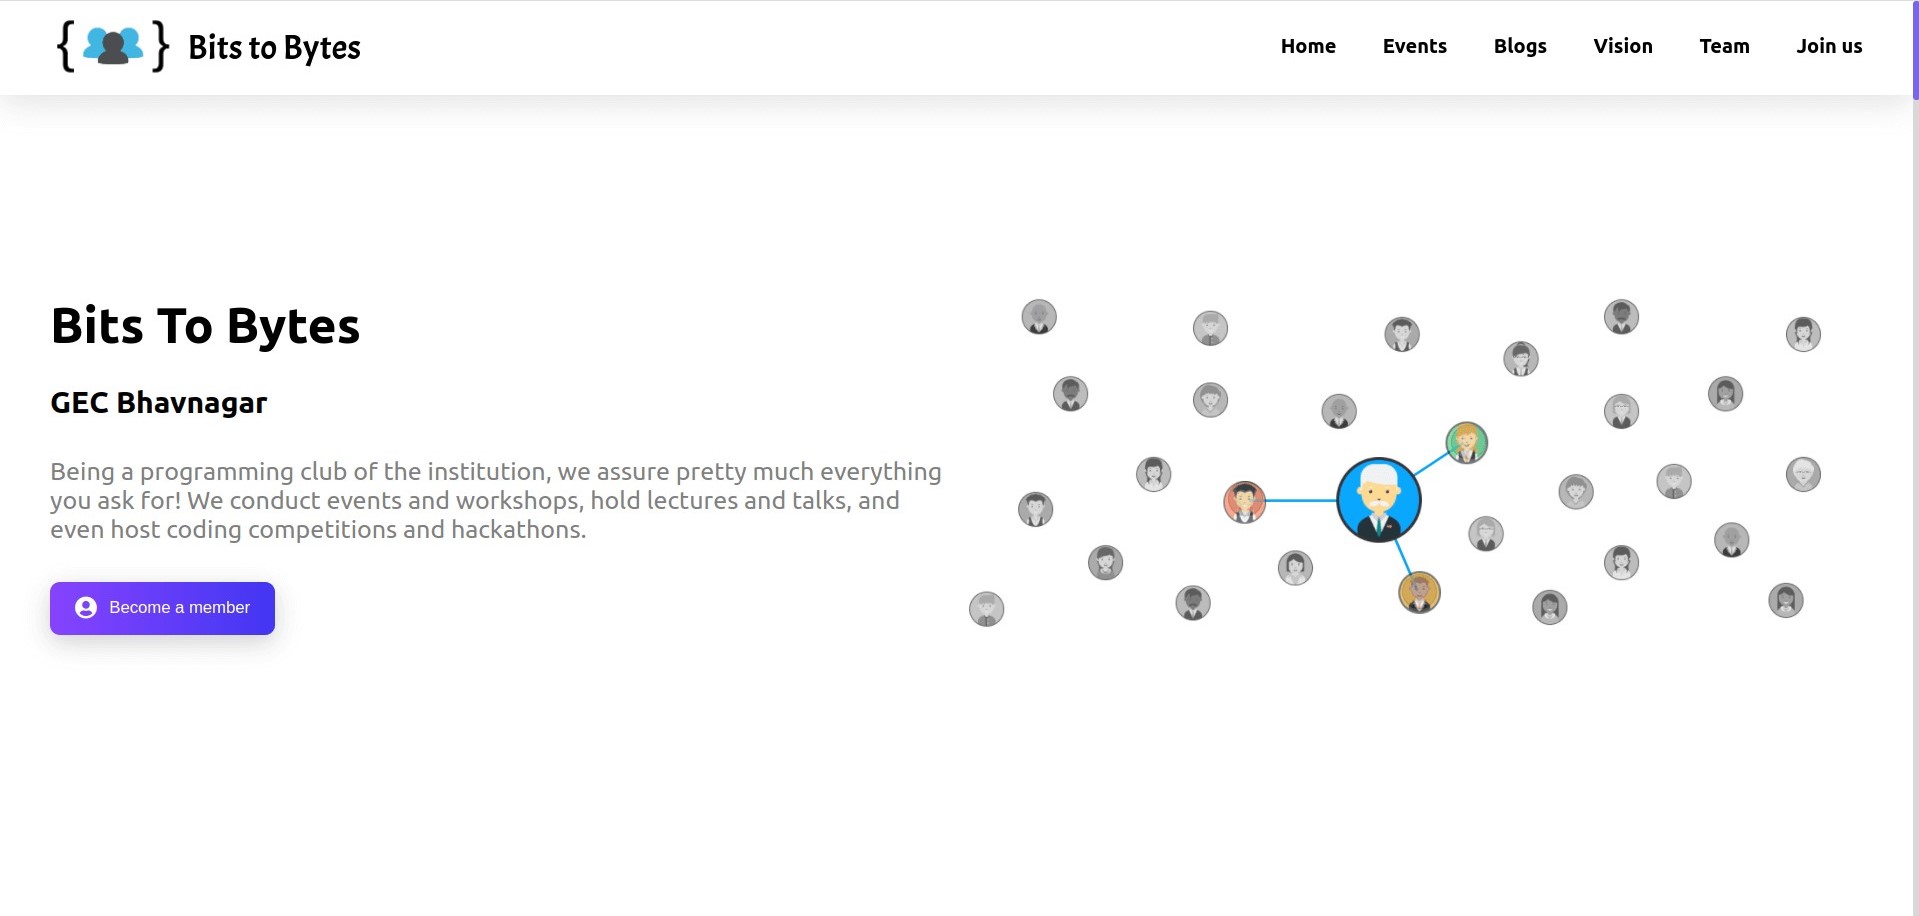 Bits to Bytes
Home
Events
Blogs
Vision
Team
Join us
Bits To Bytes
GEC Bhavnagar
Being a programming club of the institution, we assure pretty much everything
you ask for! We conduct events and workshops, hold lectures and talks, and
even host coding competitions and hackathons.
Become a member